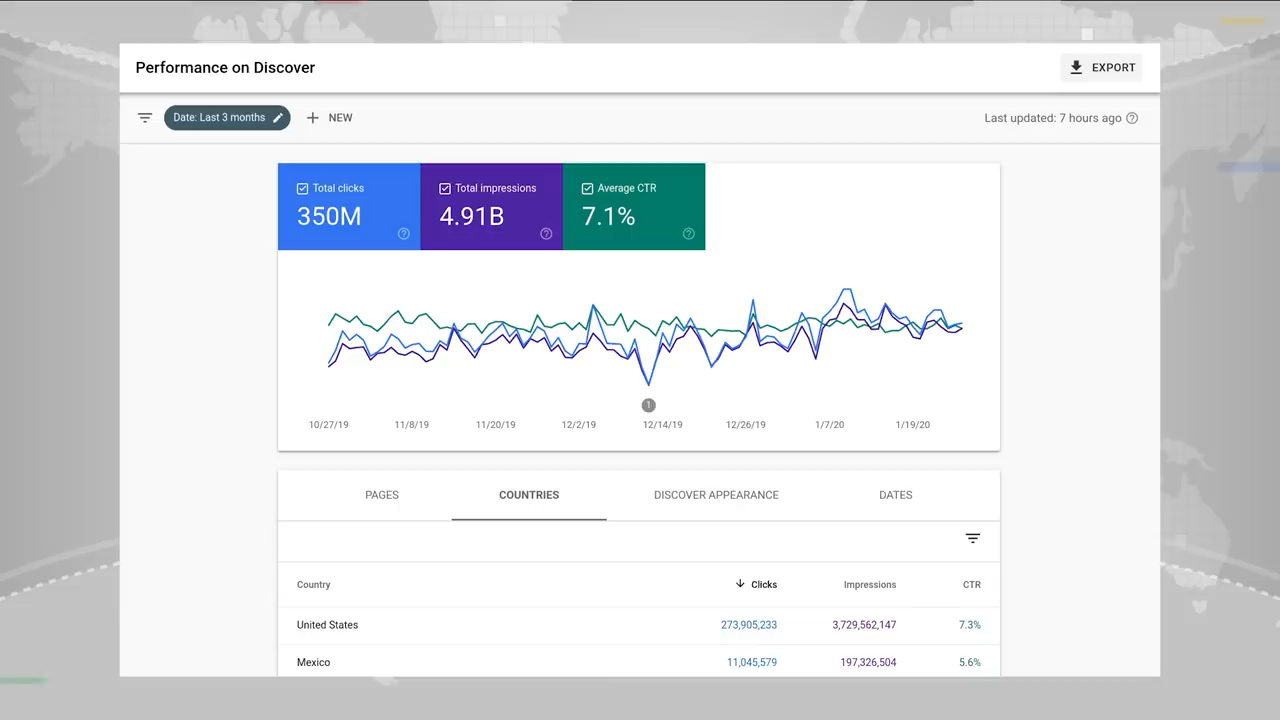 Performance on Discover
EXPORT
Date: Last 3 months
NEW
Last updated: 7 hours ago
Total clicks
350M
Total impressions
4.91B
Average CTR
7.1%
1
10/27/19 11/8/19 11/20/19 12/2/19 12/14/19 12/26/19 1/7/20 1/19/20
PAGES COUNTRIES DISCOVER APPEARANCE DATES
Country Clicks Impressions CTR
United States 273,905,233 3,729,562,147 7.3%
Mexico 11,045,579 197,326,504 5.6%